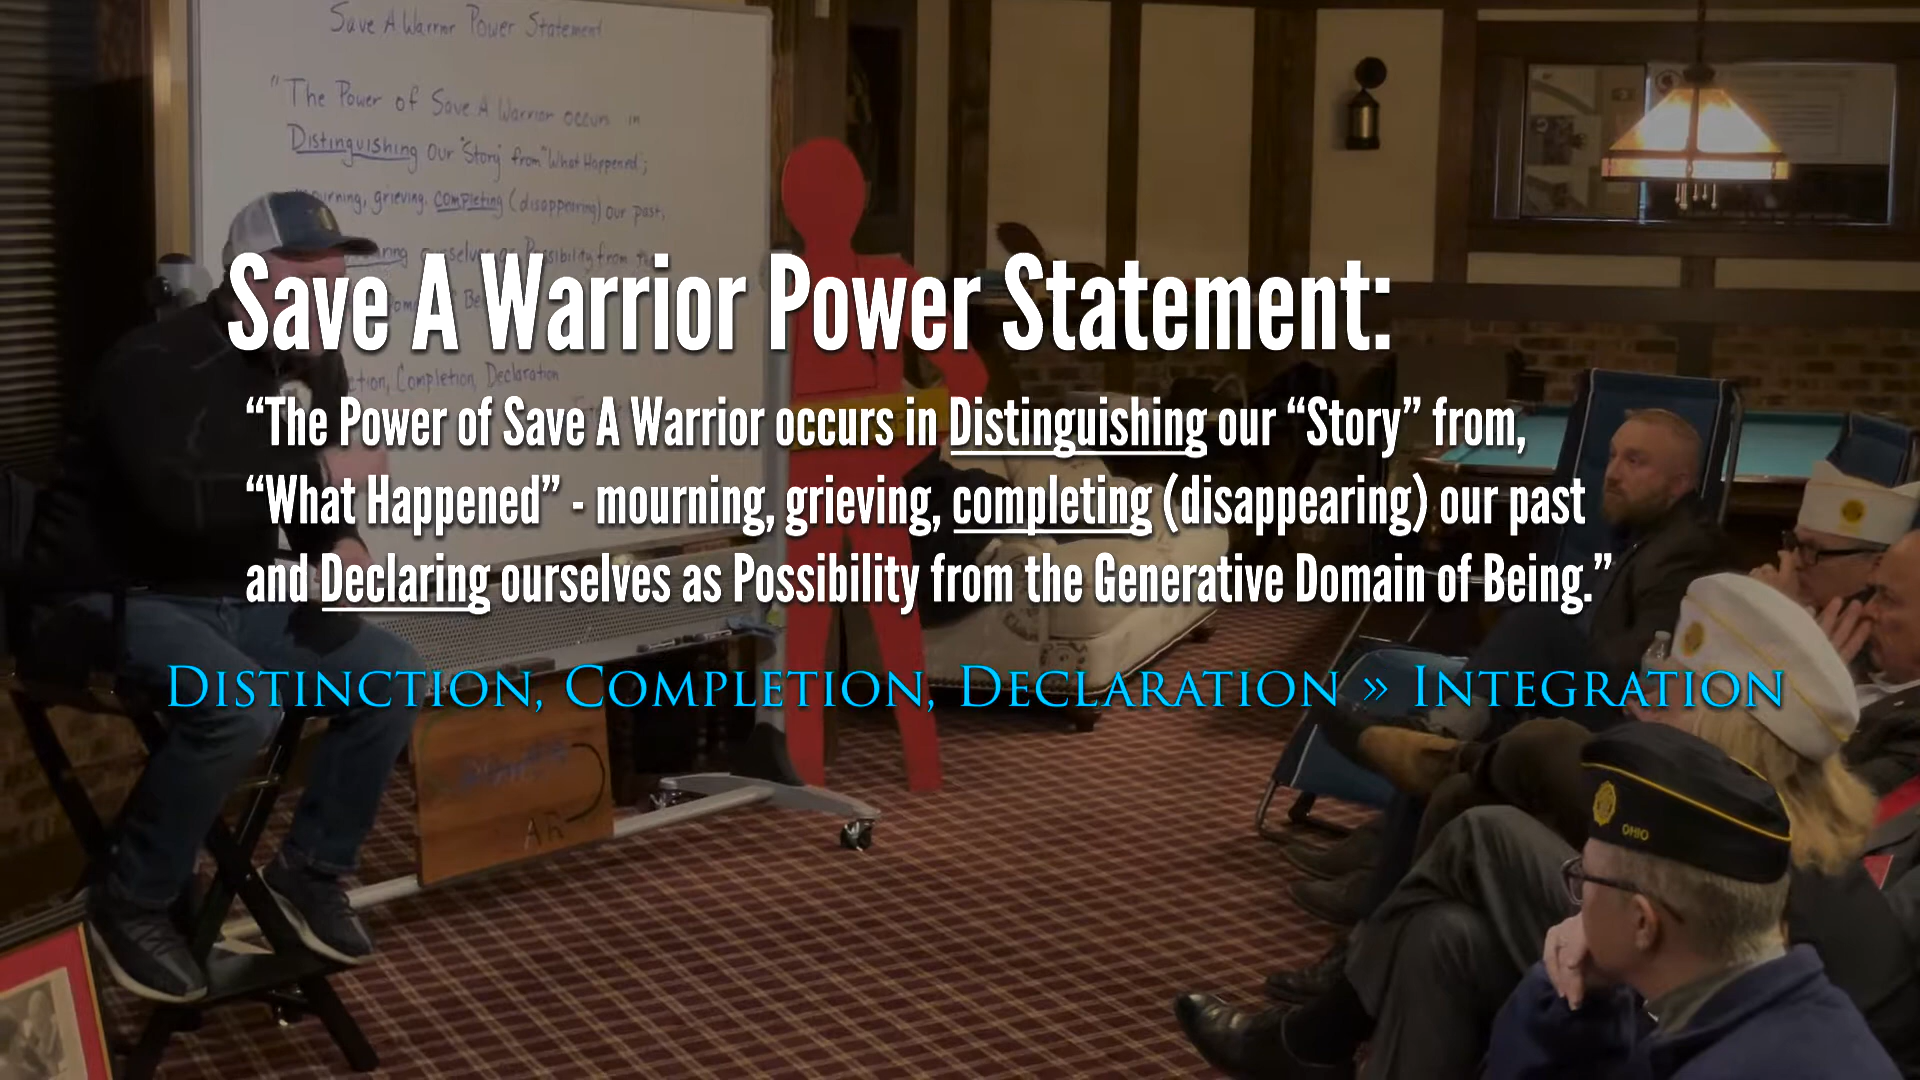 Save A Warrior Power Statement
"The Power of Save A Warrior occurs in
Distinguishing our "Story" from "What Happened";
grieving, completing (disappearing) our past,
Completion, Declaration
Save A Warrior Power Statement:
“The Power of Save A Warrior occurs in Distinguishing our “Story” from,
“What Happened” - mourning, grieving, completing (disappearing) our past
and Declaring ourselves as Possibility from the Generative Domain of Being.”
DISTINCTION, COMPLETION, DECLARATION » INTEGRATION
OHIO